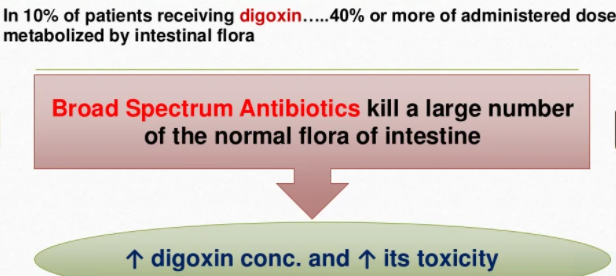 In 10% of patients receiving digoxin…..40% or more of administered dose
metabolized by intestinal flora
Broad Spectrum Antibiotics kill a large number
of the normal flora of intestine
↑ digoxin conc. and ↑ its toxicity